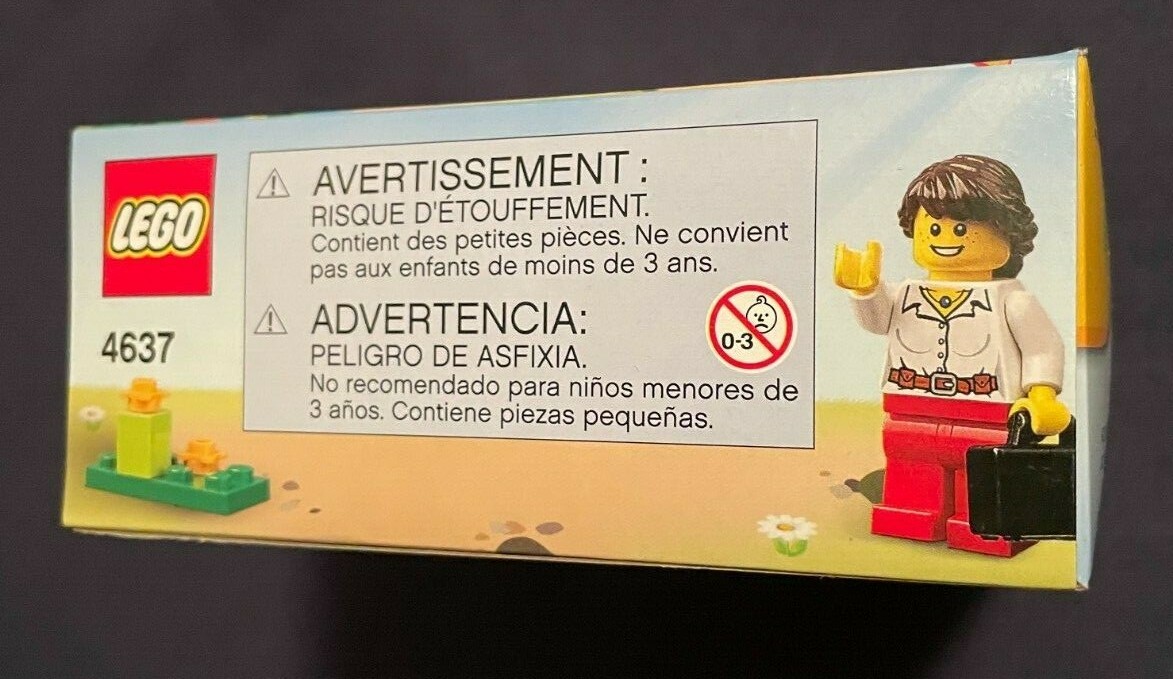 LEGO
4637
AVERTISSEMENT :
RISQUE D'ÉTOUFFEMENT.
Contient des petites pièces. Ne convient
pas aux enfants de moins de 3 ans.
ADVERTENCIA:
PELIGRO DE ASFIXIA.
No recomendado para niños menores de
3 años. Contiene piezas pequeñas.
0-3